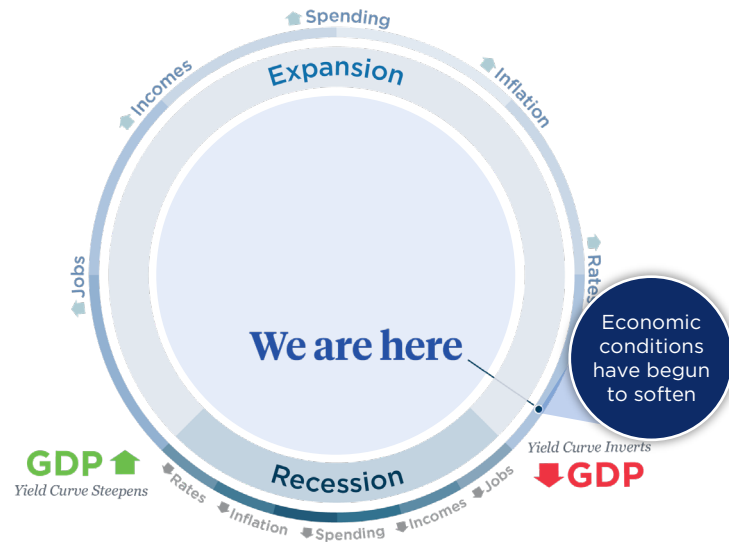 Spending
Expansion
Incomes
Inflation
Jobs
Rates
Economic
conditions
have begun
to soften
We are here
GDP
Yield Curve Steepens
Yield Curve Inverts
GDP
Recession
Rates
Inflation
Spending
Incomes
Jobs